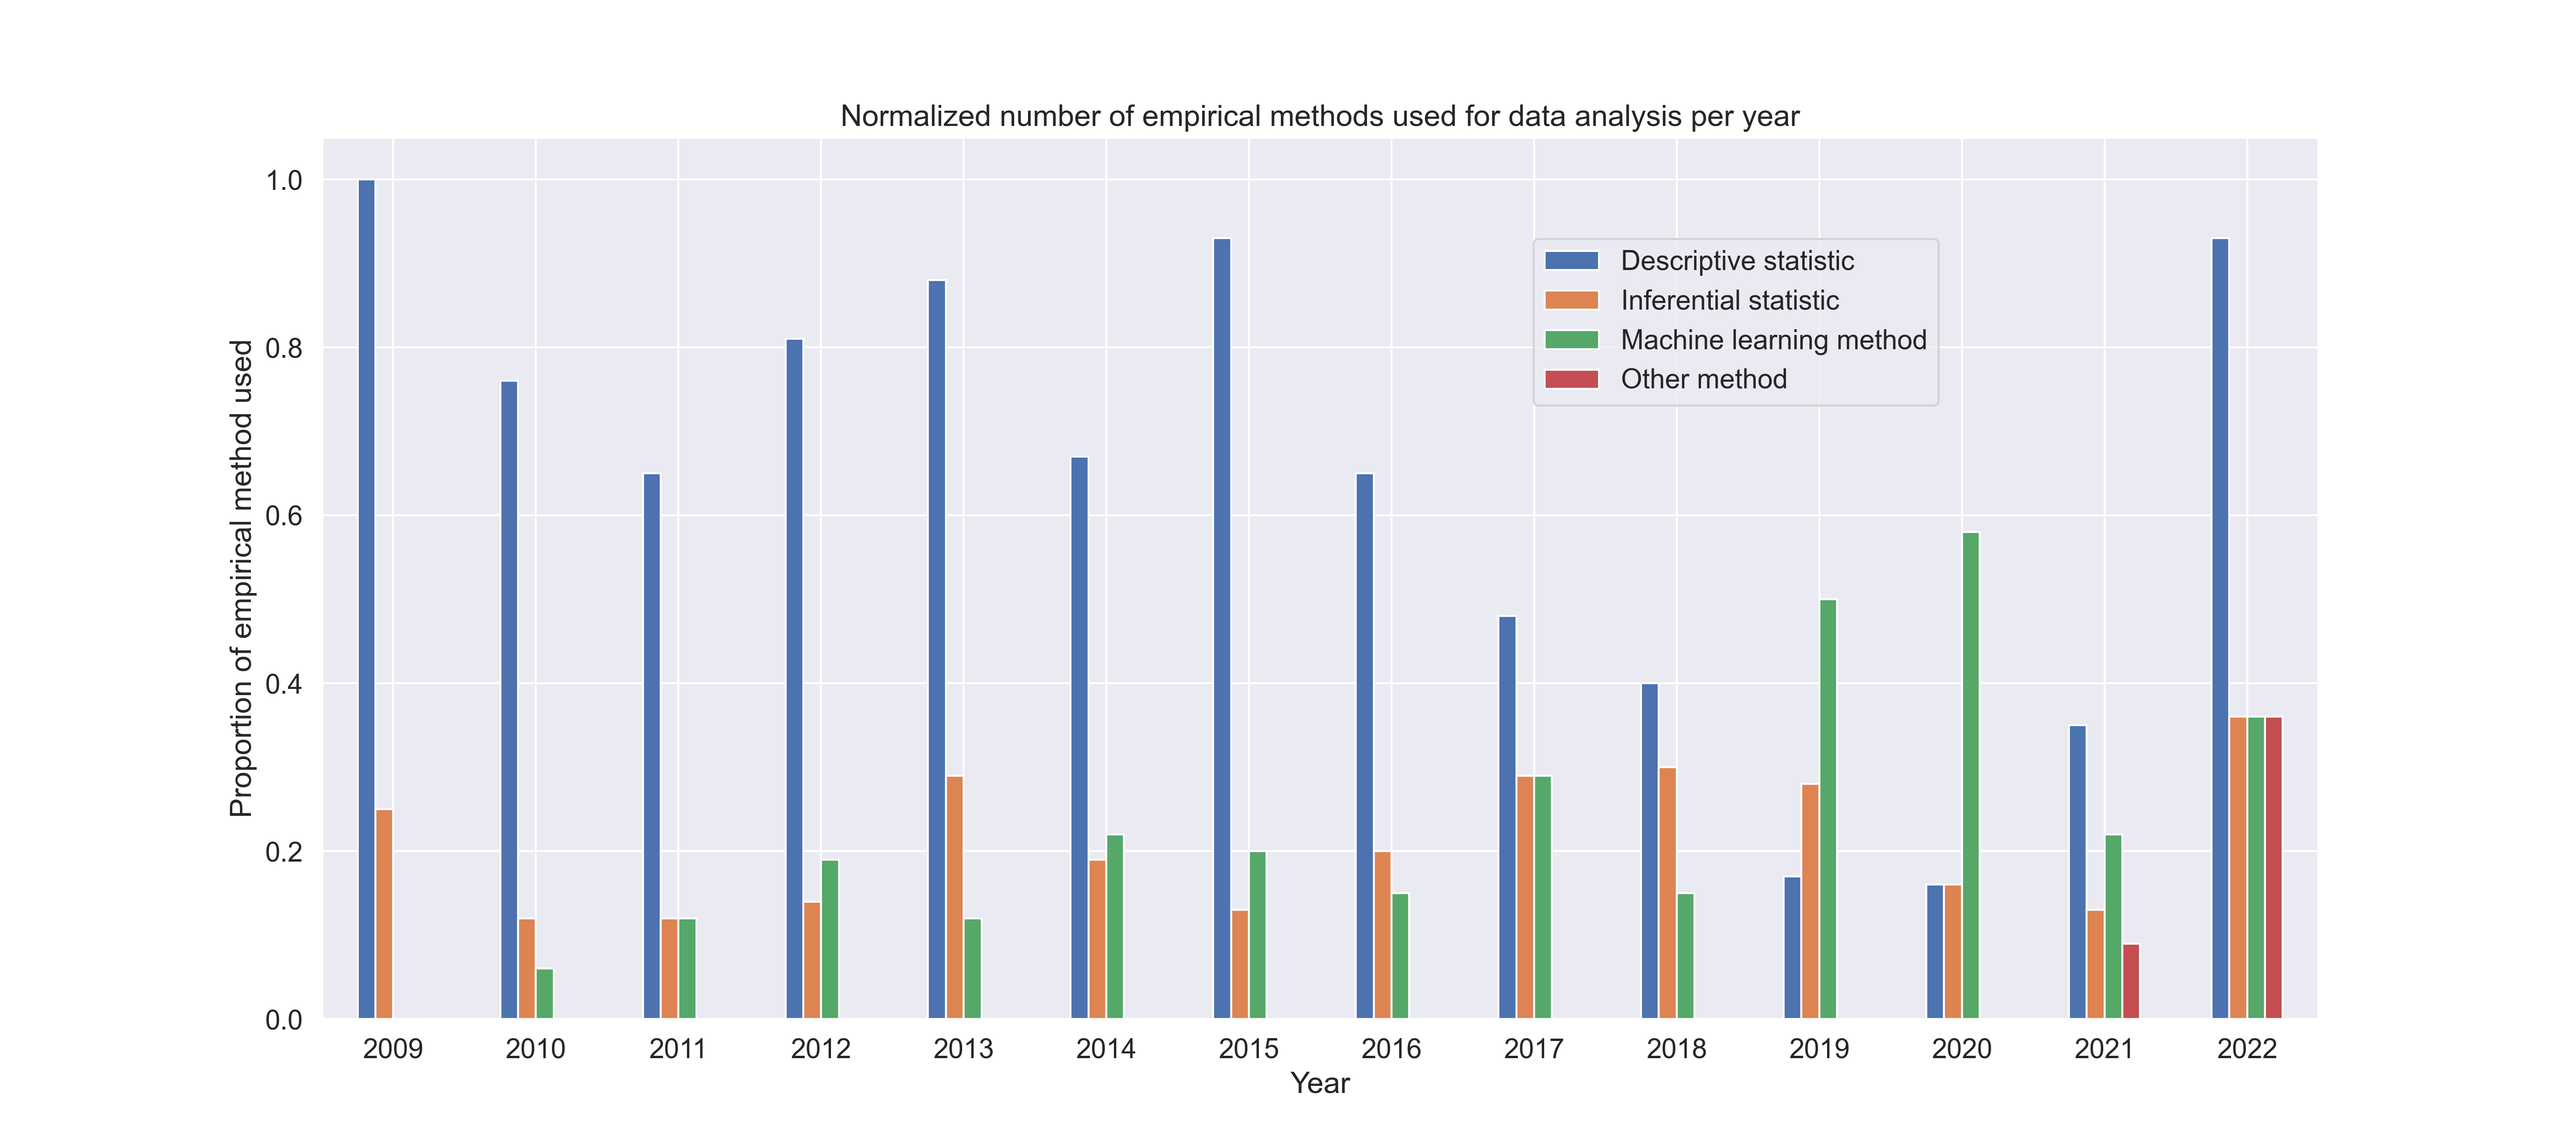 Normalized number of empirical methods used for data analysis per year
Proportion of empirical method used
1.0
0.8
0.6
0.4
0.2
0.0
Descriptive statistic
Inferential statistic
Machine learning method
Other method
2009 2010 2011 2012 2013 2014 2015 2016 2017 2018 2019 2020 2021 2022
Year